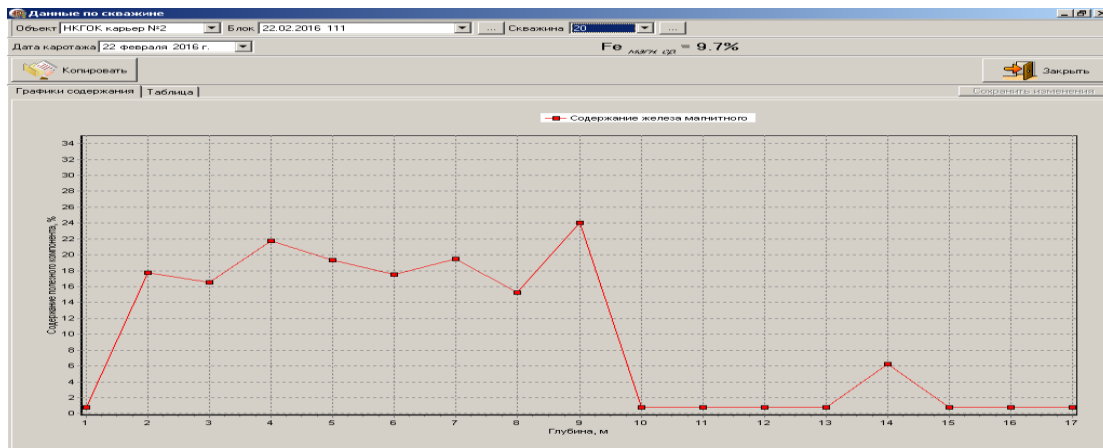 Данные по скважине
Объект НКГОК карьер №2 Блок 22.02.2016 111 ... Скважина 20 ...
Дата каротажа 22 февраля 2016 г. Fe магн ср = 9.7%
Копировать Закрыть
Графики содержания Таблица Сохранить изменения
Содержание железа магнитного
Содержание полезного компонента, %
34
32
30
28
26
24
22
20
18
16
14
12
10
8
6
4
2
0
1 2 3 4 5 6 7 8 9 10 11 12 13 14 15 16 17
Глубина, м